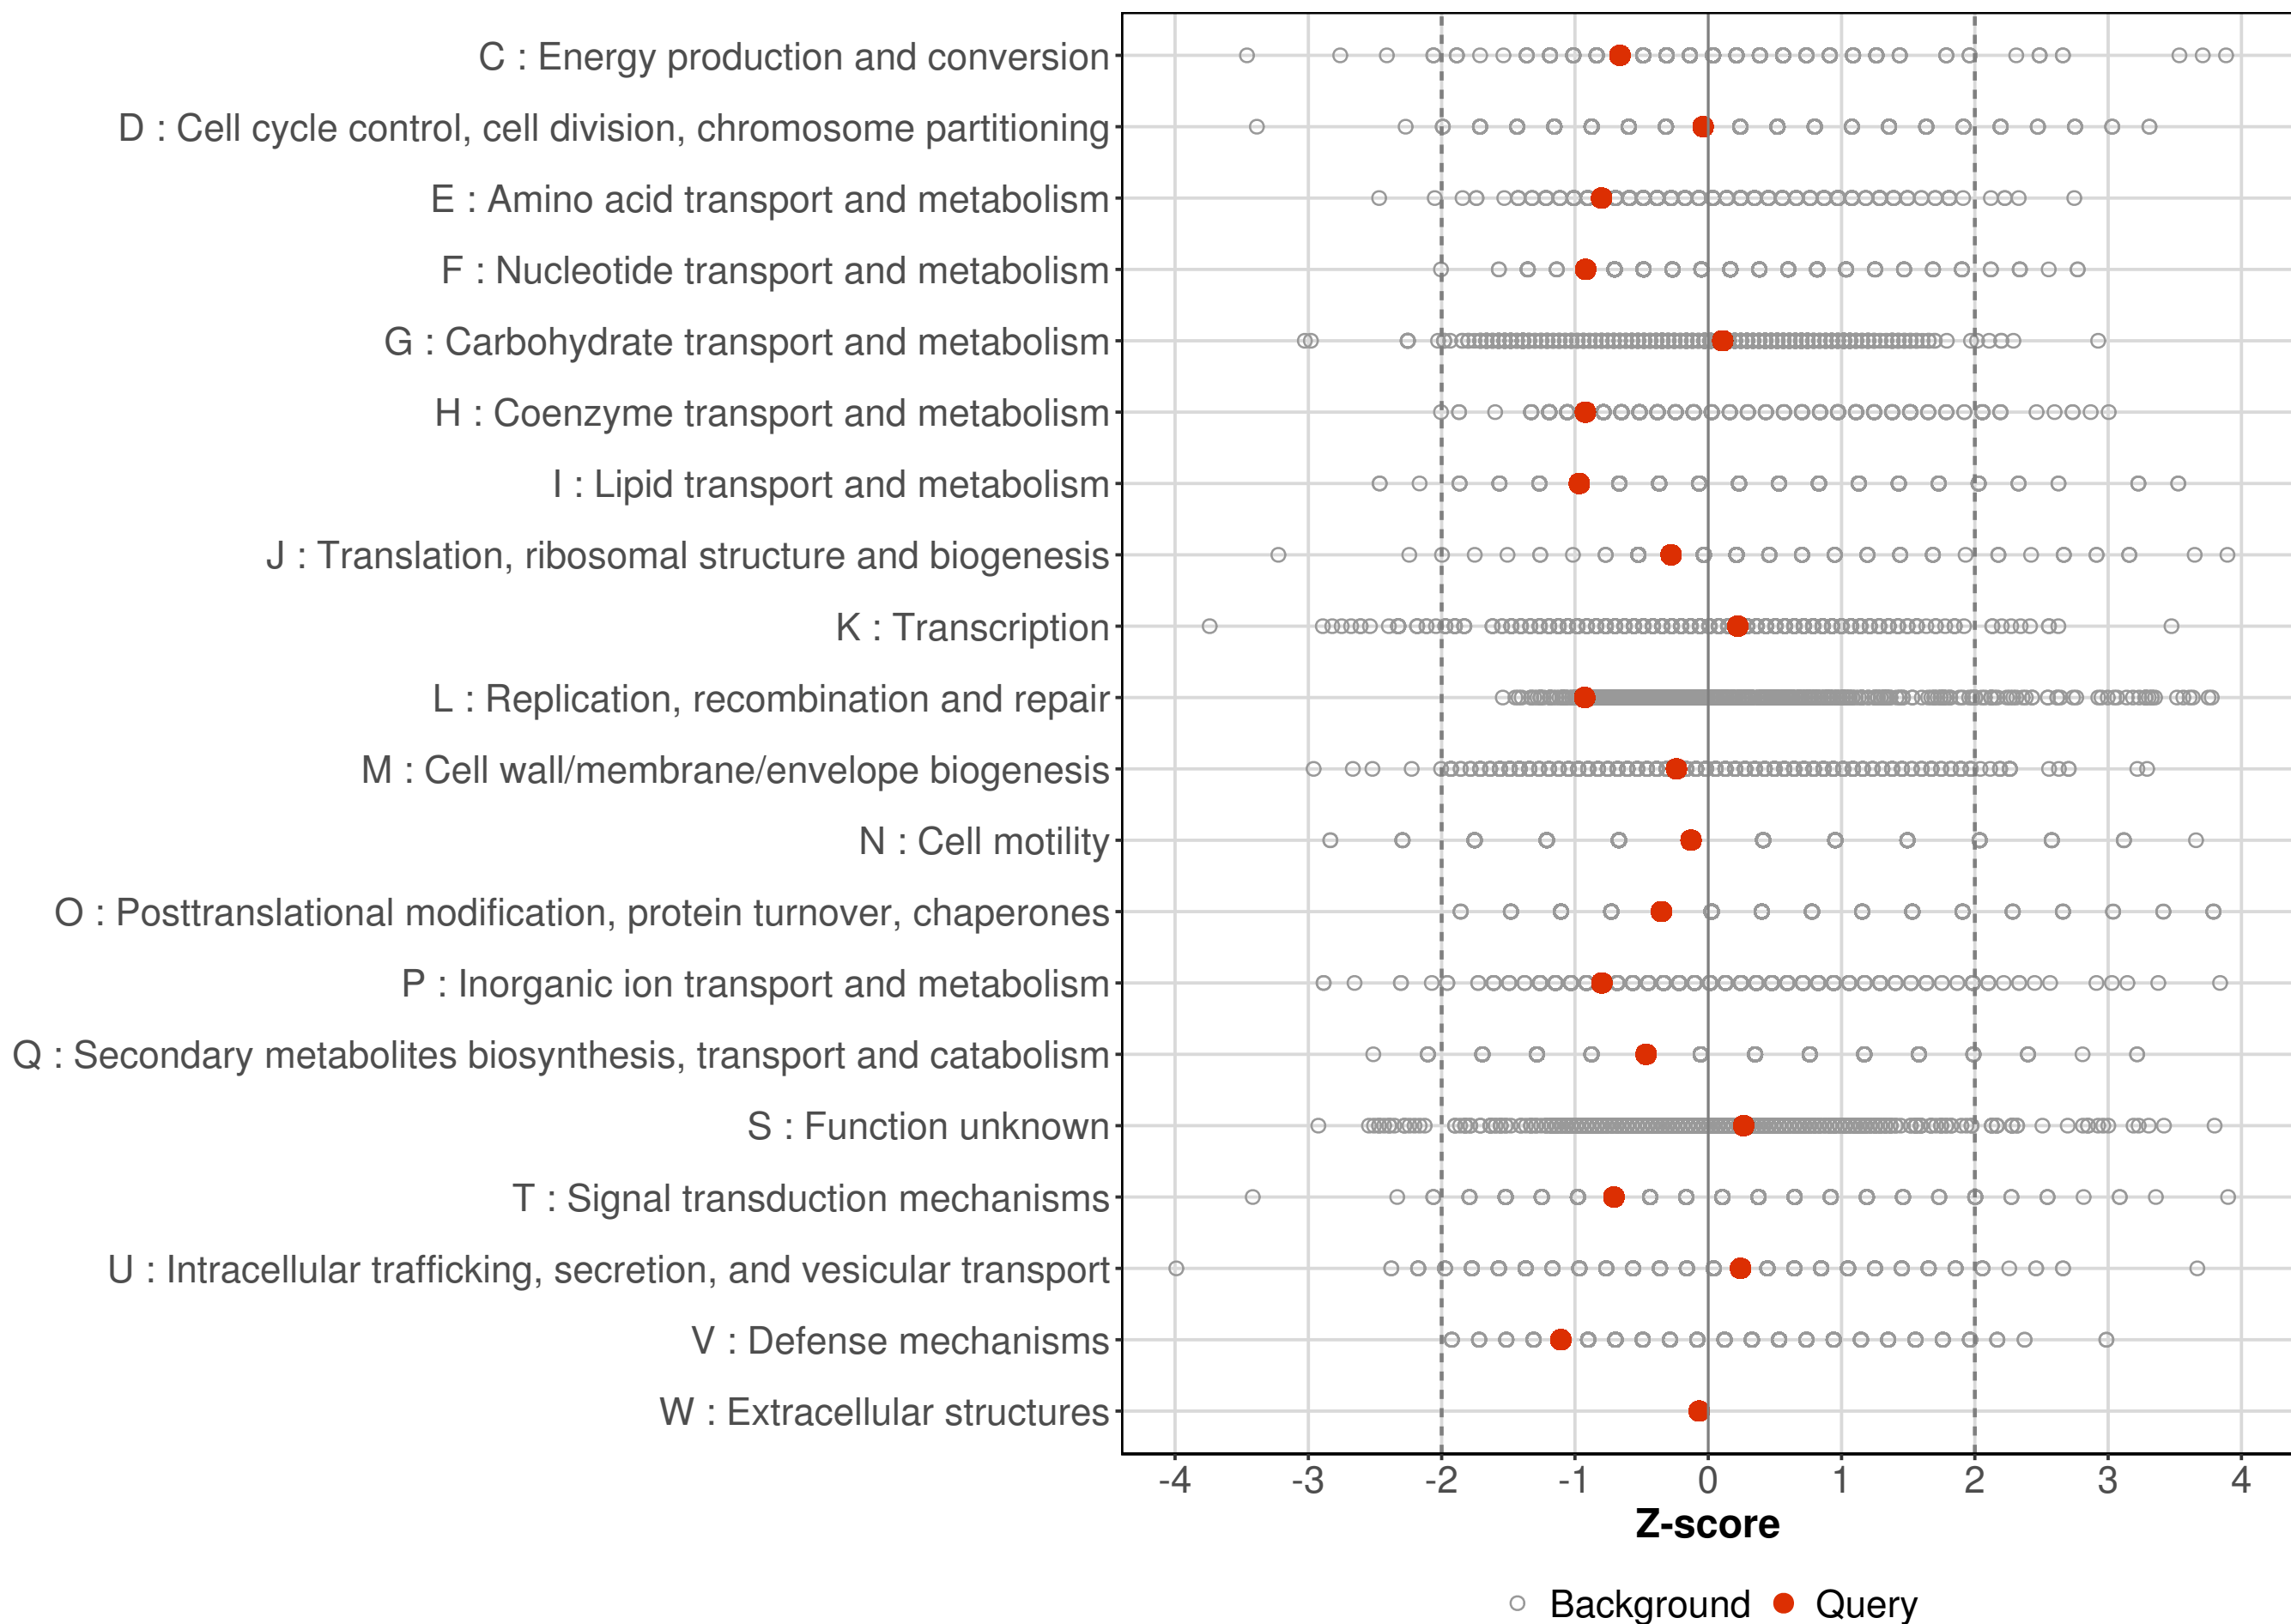 C : Energy production and conversion
D : Cell cycle control, cell division, chromosome partitioning
E : Amino acid transport and metabolism
F : Nucleotide transport and metabolism
G : Carbohydrate transport and metabolism
H : Coenzyme transport and metabolism
I : Lipid transport and metabolism
J : Translation, ribosomal structure and biogenesis
K : Transcription
L : Replication, recombination and repair
M : Cell wall/membrane/envelope biogenesis
N : Cell motility
O : Posttranslational modification, protein turnover, chaperones
P : Inorganic ion transport and metabolism
Q : Secondary metabolites biosynthesis, transport and catabolism
S : Function unknown
T : Signal transduction mechanisms
U : Intracellular trafficking, secretion, and vesicular transport
V : Defense mechanisms
W : Extracellular structures
-4 -3 -2 -1 0 1 2 3 4
Z-score
Background Query